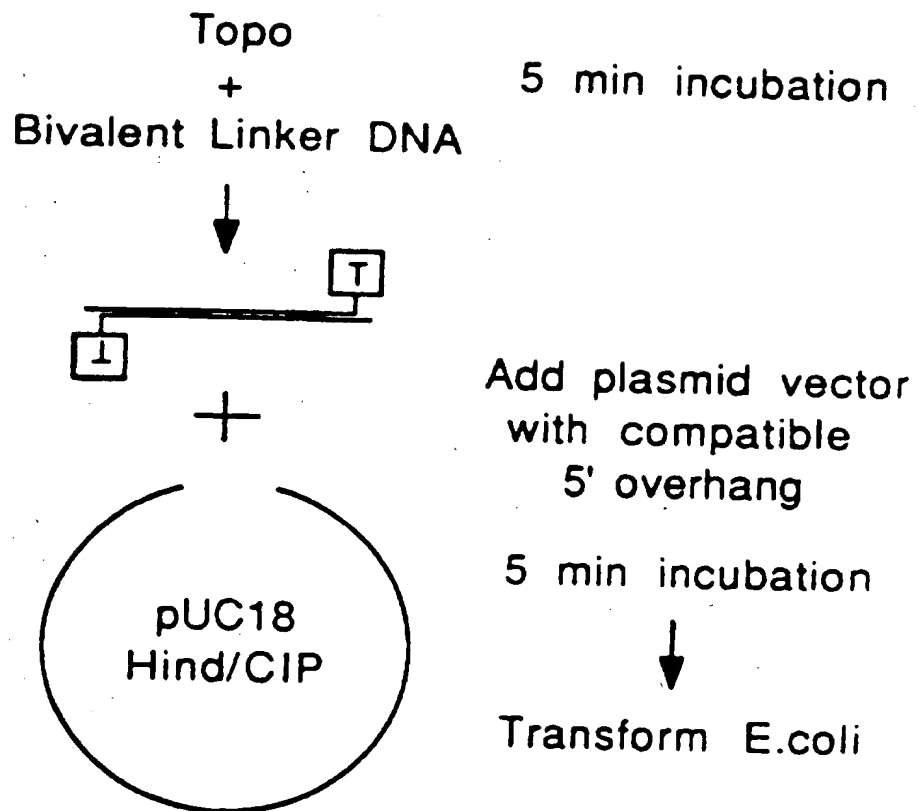 Topo
+
Bivalent Linker DNA
5 min incubation
T
T
+
Add plasmid vector
with compatible
5' overhang
pUC18
Hind/CIP
5 min incubation
Transform E.coli